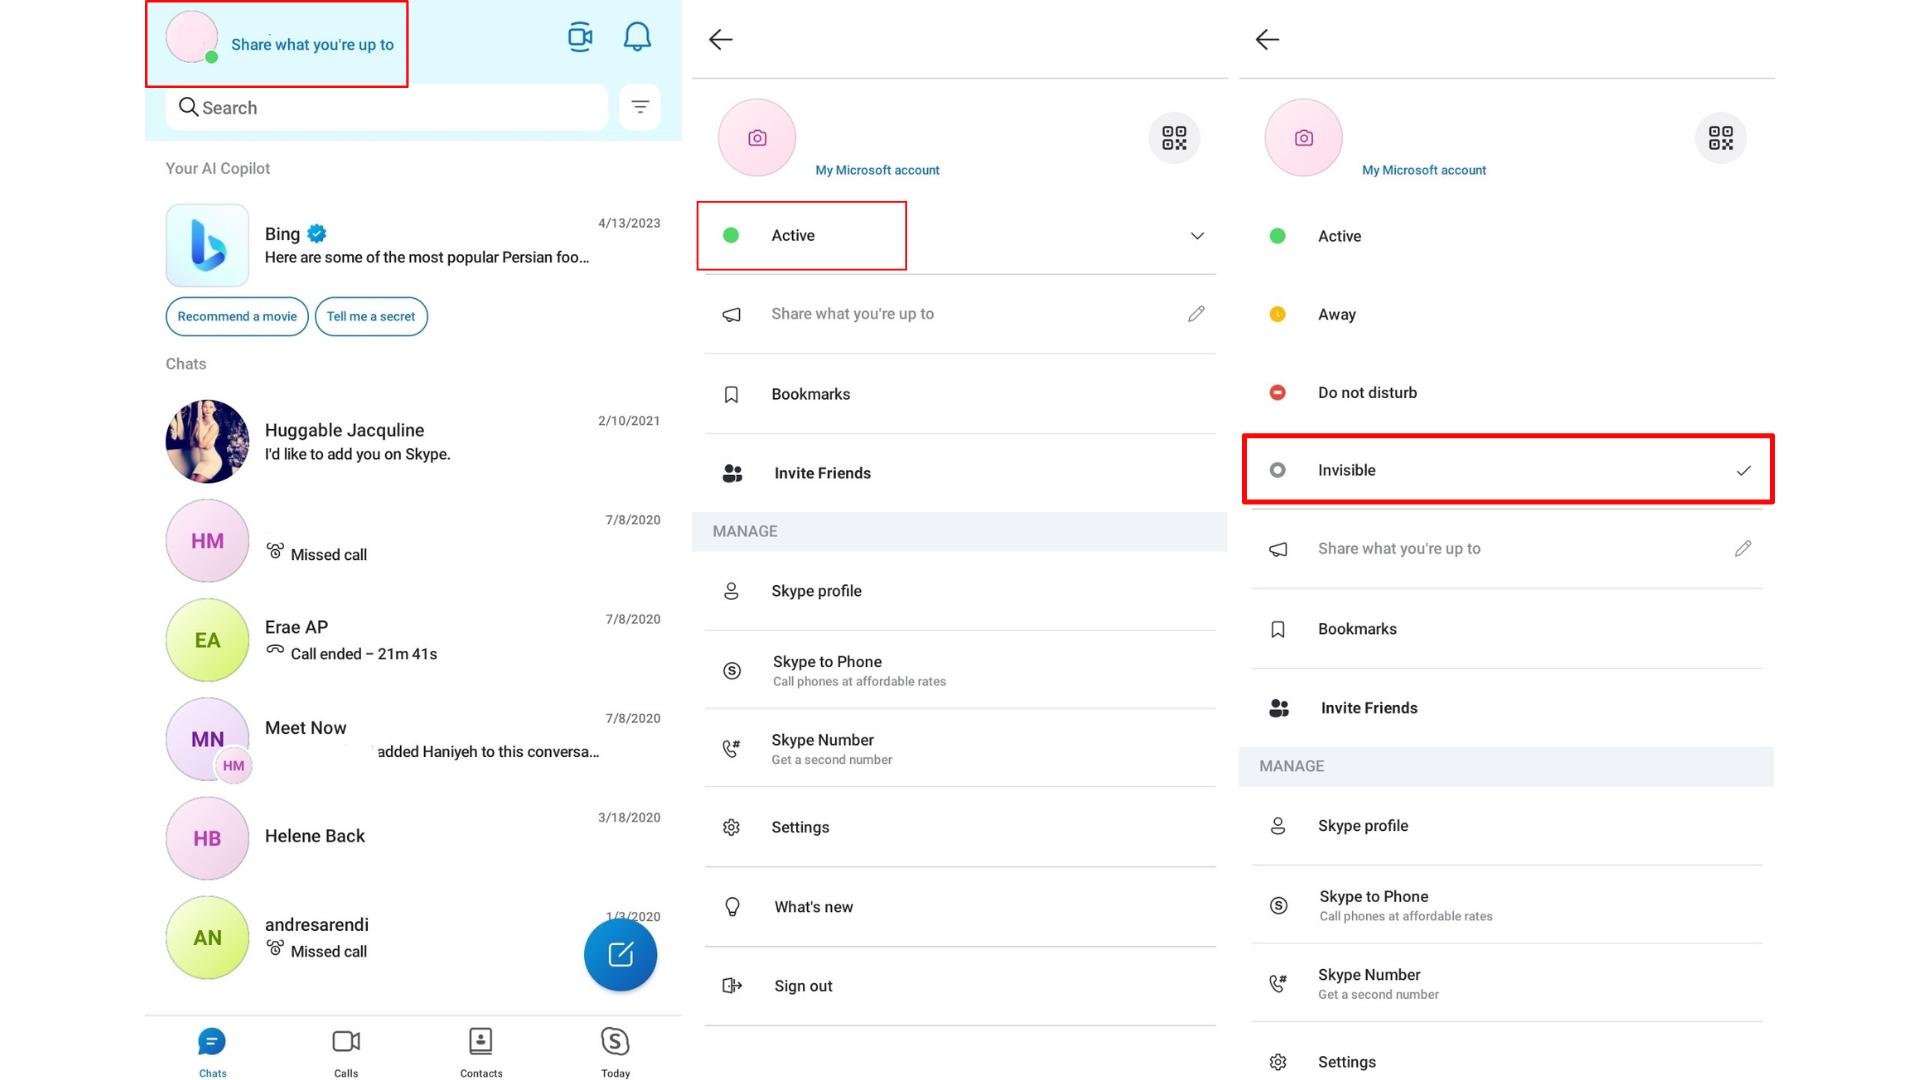 Share what you're up to
Search
Your AI Copilot
Bing
4/13/2023
Here are some of the most popular Persian foo...
Recommend a movie
Tell me a secret
Chats
Huggable Jacquline
2/10/2021
I'd like to add you on Skype.
HM
7/8/2020
Missed call
EA
Erae AP
7/8/2020
Call ended – 21m 41s
MN
HM
Meet Now
7/8/2020
added Haniyeh to this conversa...
HB
Helene Back
3/18/2020
AN
andresarendi
1/3/2020
Missed call
Chats
Calls
Contacts
Today
My Microsoft account
Active
Share what you're up to
Bookmarks
Invite Friends
MANAGE
Skype profile
Skype to Phone
Call phones at affordable rates
Skype Number
Get a second number
Settings
What's new
Sign out
My Microsoft account
Active
Away
Do not disturb
Invisible
Share what you're up to
Bookmarks
Invite Friends
MANAGE
Skype profile
Skype to Phone
Call phones at affordable rates
Skype Number
Get a second number
Settings